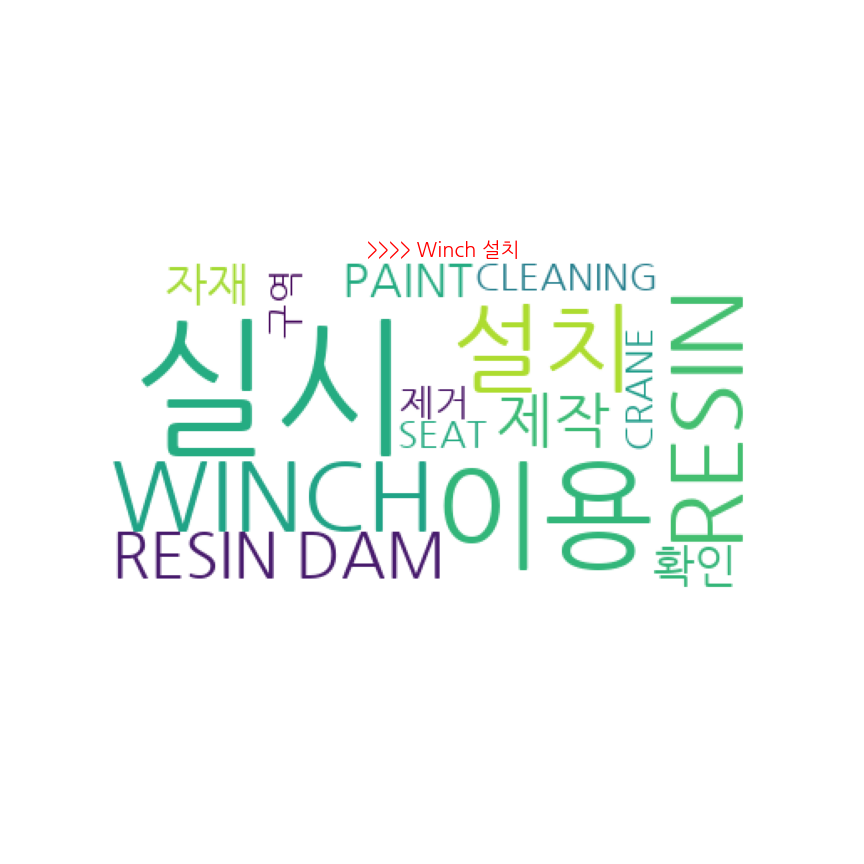 >>>> Winch 설치
자재
구역
PAINT
CLEANING
실시
설치
RESIN
CRANE
제거
제작
SEAT
WINCH
이용
RESIN DAM
확인